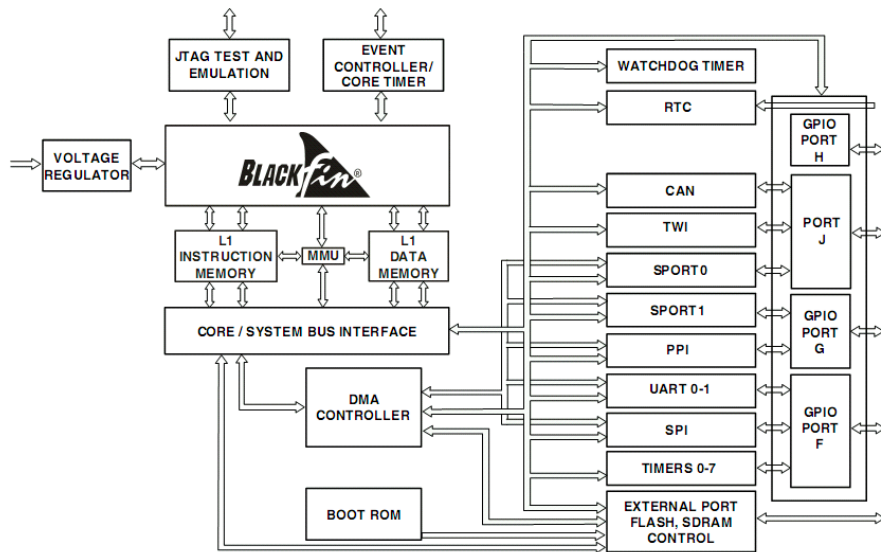 JTAG TEST AND
EMULATION
EVENT
CONTROLLER/
CORE TIMER
WATCHDOG TIMER
RTC
VOLTAGE
REGULATOR
BLACKfin®
GPIO
PORT
H
CAN
TWI
PORT
J
L1
INSTRUCTION
MEMORY
MMU
L1
DATA
MEMORY
SPORT0
SPORT1
CORE / SYSTEM BUS INTERFACE
GPIO
PORT
G
PPI
DMA
CONTROLLER
UART 0-1
GPIO
PORT
F
SPI
TIMERS 0-7
BOOT ROM
EXTERNAL PORT
FLASH, SDRAM
CONTROL